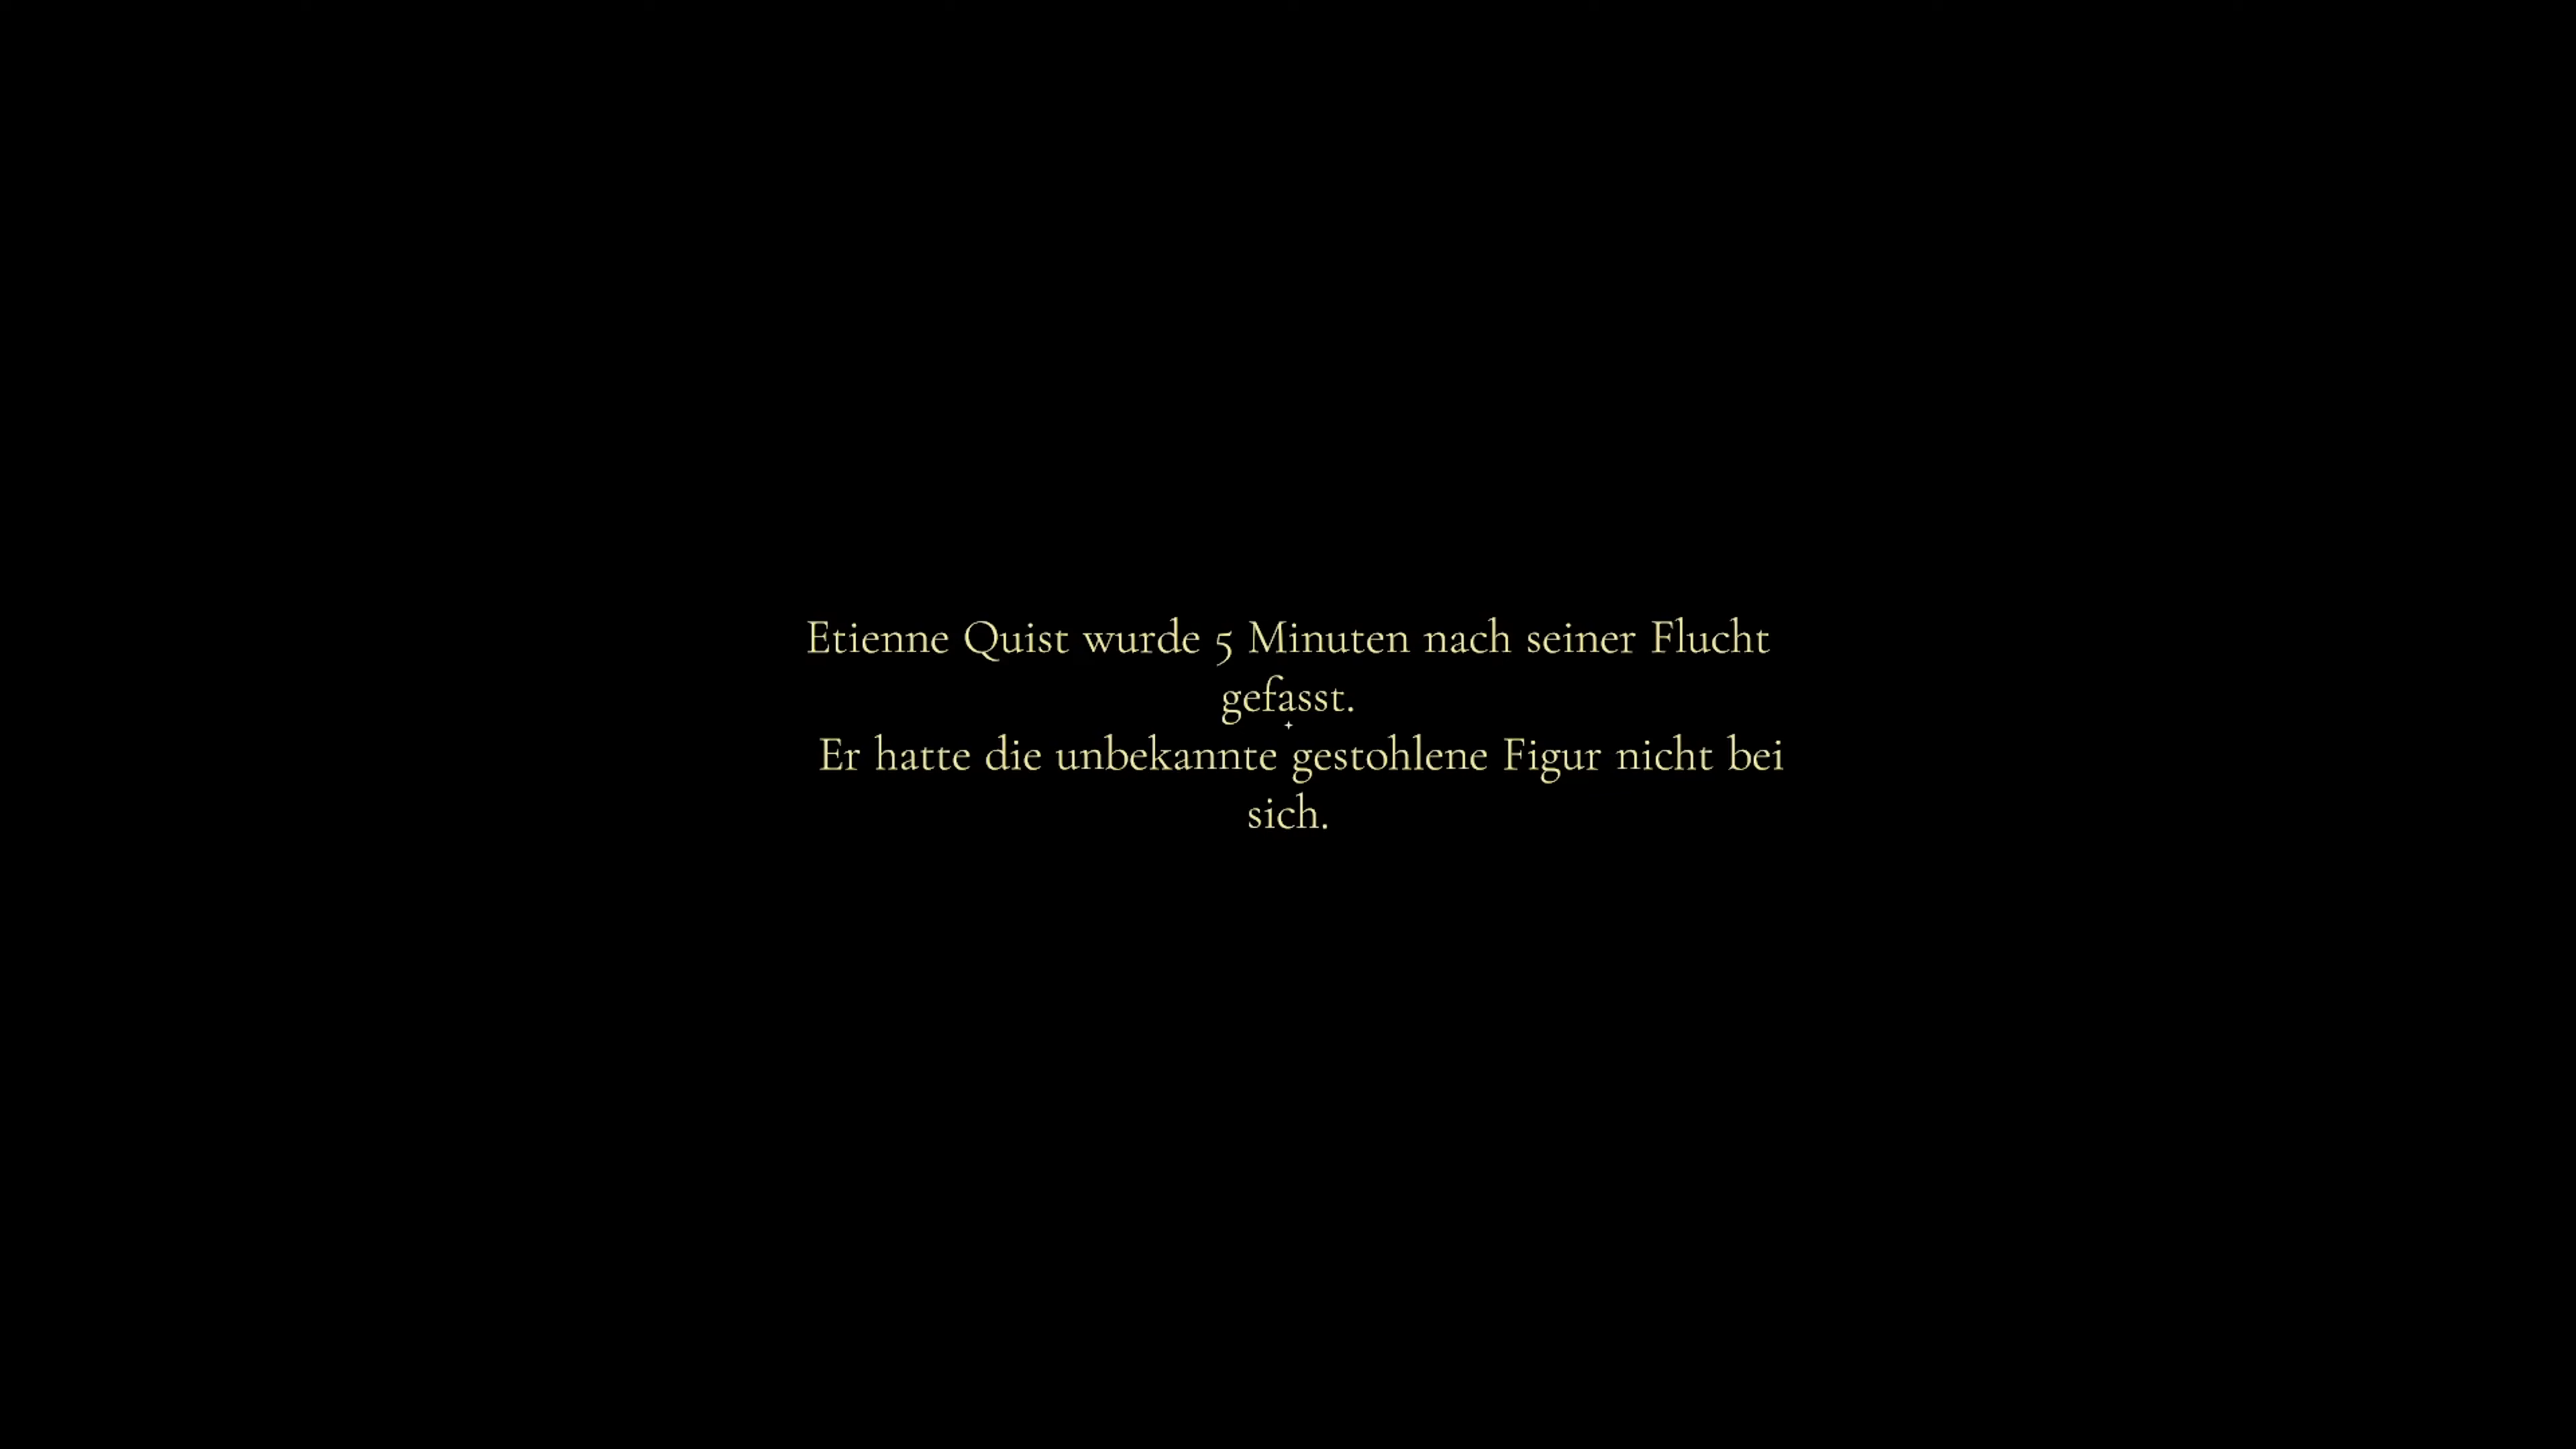 Etienne Quist wurde 5 Minuten nach seiner Flucht
gefasst.
Er hatte die unbekannte gestohlene Figur nicht bei
sich.